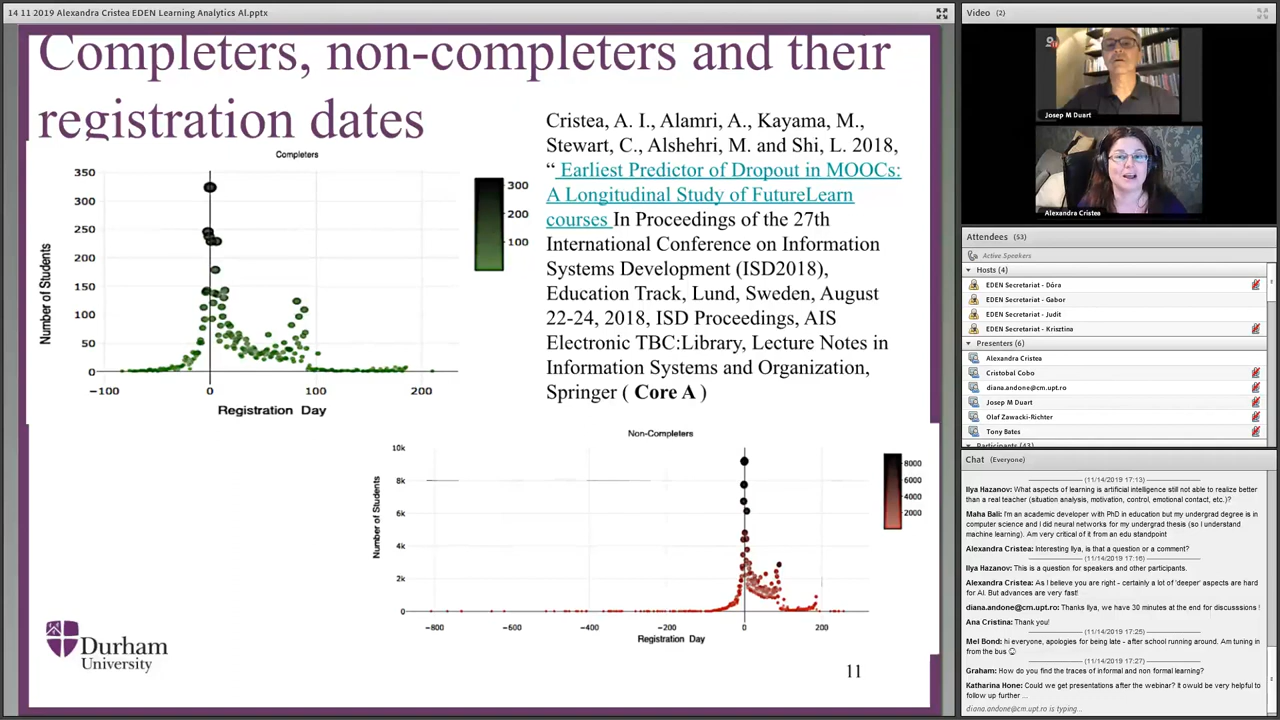 14 11 2019 Alexandra Cristea EDEN Learning Analytics AI.pptx
Completers, non-completers and their
registration dates
Completers
350
300
250
200
150
100
50
0
Number of Students
−100
0
100
200
Registration Day
300
200
100
Cristea, A. I., Alamri, A., Kayama, M.,
Stewart, C., Alshehri, M. and Shi, L. 2018,
“ Earliest Predictor of Dropout in MOOCs:
A Longitudinal Study of FutureLearn
courses In Proceedings of the 27th
International Conference on Information
Systems Development (ISD2018),
Education Track, Lund, Sweden, August
22-24, 2018, ISD Proceedings, AIS
Electronic TBC:Library, Lecture Notes in
Information Systems and Organization,
Springer ( Core A )
Non-Completers
10k
8k
6k
4k
2k
0
Number of Students
−800
−600
−400
−200
0
200
Registration Day
8000
6000
4000
2000
Durham
University
11
Video (2)
Josep M Duart
Alexandra Cristea
Attendees (53)
Active Speakers
Hosts (4)
EDEN Secretariat - Dóra
EDEN Secretariat - Gabor
EDEN Secretariat - Judit
EDEN Secretariat - Krisztina
Presenters (6)
Alexandra Cristea
Cristobal Cobo
diana.andone@cm.upt.ro
Josep M Duart
Olaf Zawacki-Richter
Tony Bates
Participants (43)
Chat (Everyone)
(11/14/2019 17:13)
Ilya Hazanov: What aspects of learning is artificial intelligence still not able to realize better
than a real teacher (situation analysis, motivation, control, emotional contact, etc.)?
Maha Bali: I'm an academic developer with PhD in education but my undergrad degree is in
computer science and I did neural networks for my undergrad thesis (so I understand
machine learning). Am very critical of it from an edu standpoint
Alexandra Cristea: Interesting Ilya, is that a question or a comment?
(11/14/2019 17:16)
Ilya Hazanov: This is a question for speakers and other participants.
Alexandra Cristea: As I believe you are right - certainly a lot of 'deeper' aspects are hard
for AI. But advances are very fast!
diana.andone@cm.upt.ro: Thanks Ilya, we have 30 minutes at the end for discusssions !
Ana Cristina: Thank you!
(11/14/2019 17:25)
Mel Bond: hi everyone, apologies for being late - after school running around. Am tuning in
from the bus ☺
(11/14/2019 17:27)
Graham: How do you find the traces of informal and non formal learning?
Katharina Hone: Could we get presentations after the webinar? It owuld be very helpful to
follow up further ...
diana.andone@cm.upt.ro is typing...